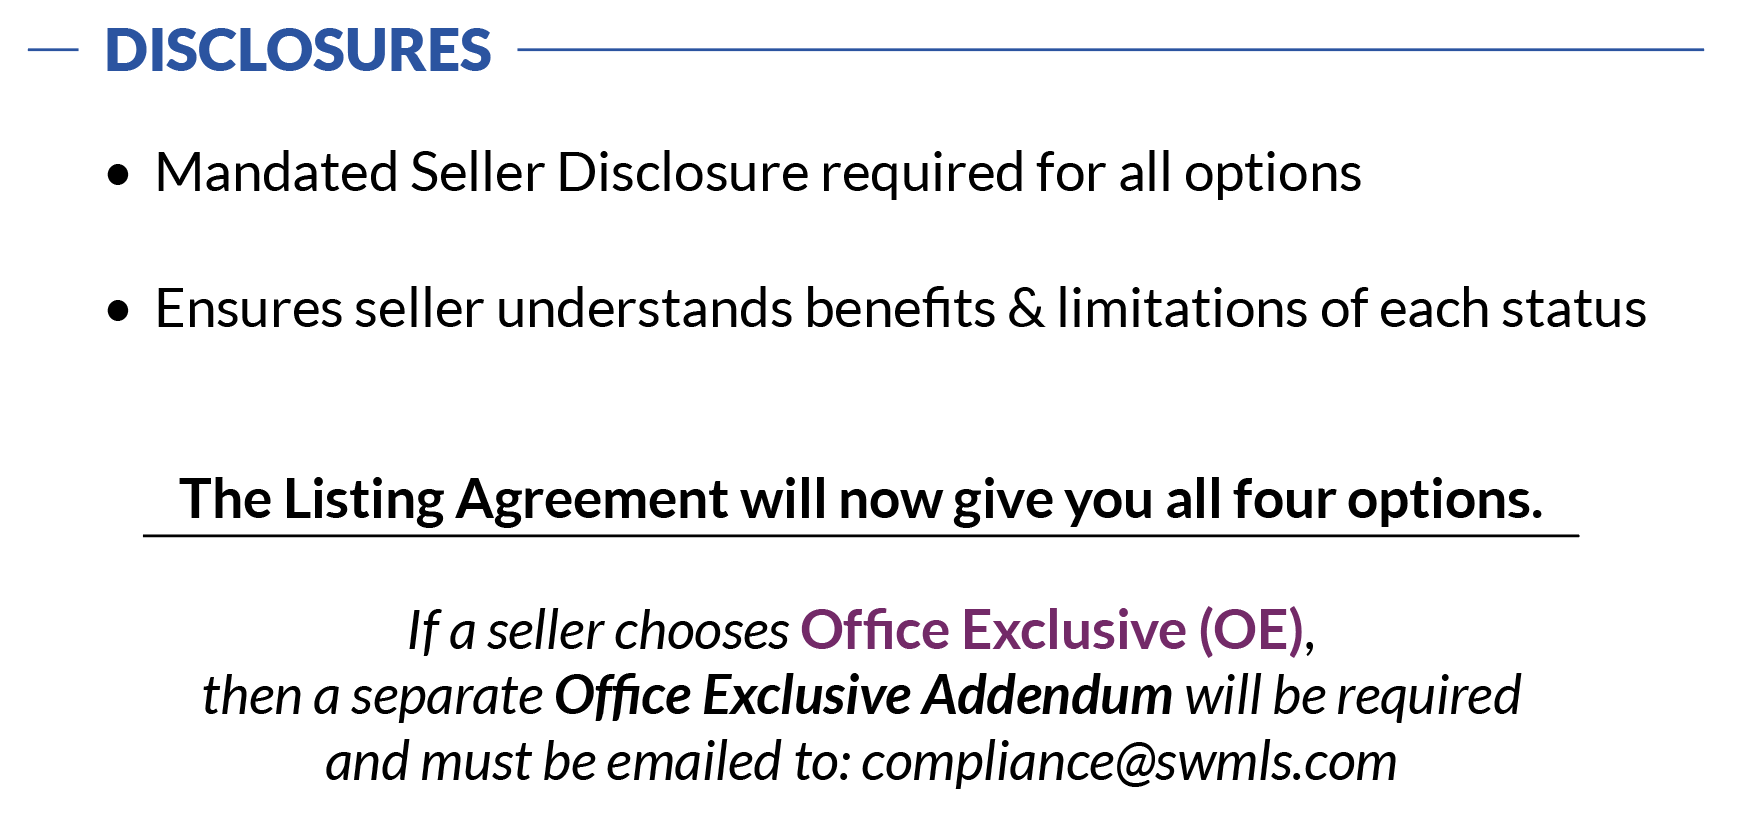 DISCLOSURES
• Mandated Seller Disclosure required for all options
• Ensures seller understands benefits & limitations of each status
The Listing Agreement will now give you all four options.
If a seller chooses Office Exclusive (OE),
then a separate Office Exclusive Addendum will be required
and must be emailed to: compliance@swmls.com